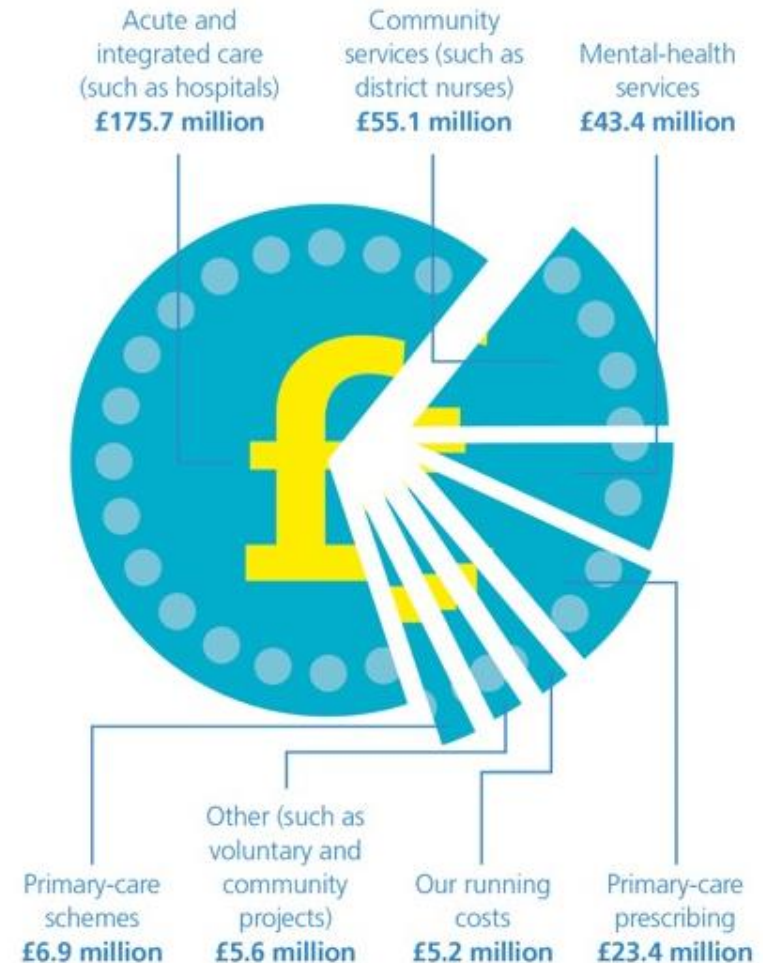 Acute and
integrated care
(such as hospitals)
£175.7 million
Community
services (such as
district nurses)
£55.1 million
Mental-health
services
£43.4 million
£
Primary-care
schemes
£6.9 million
Other (such as
voluntary and
community
projects)
£5.6 million
Our running
costs
£5.2 million
Primary-care
prescribing
£23.4 million